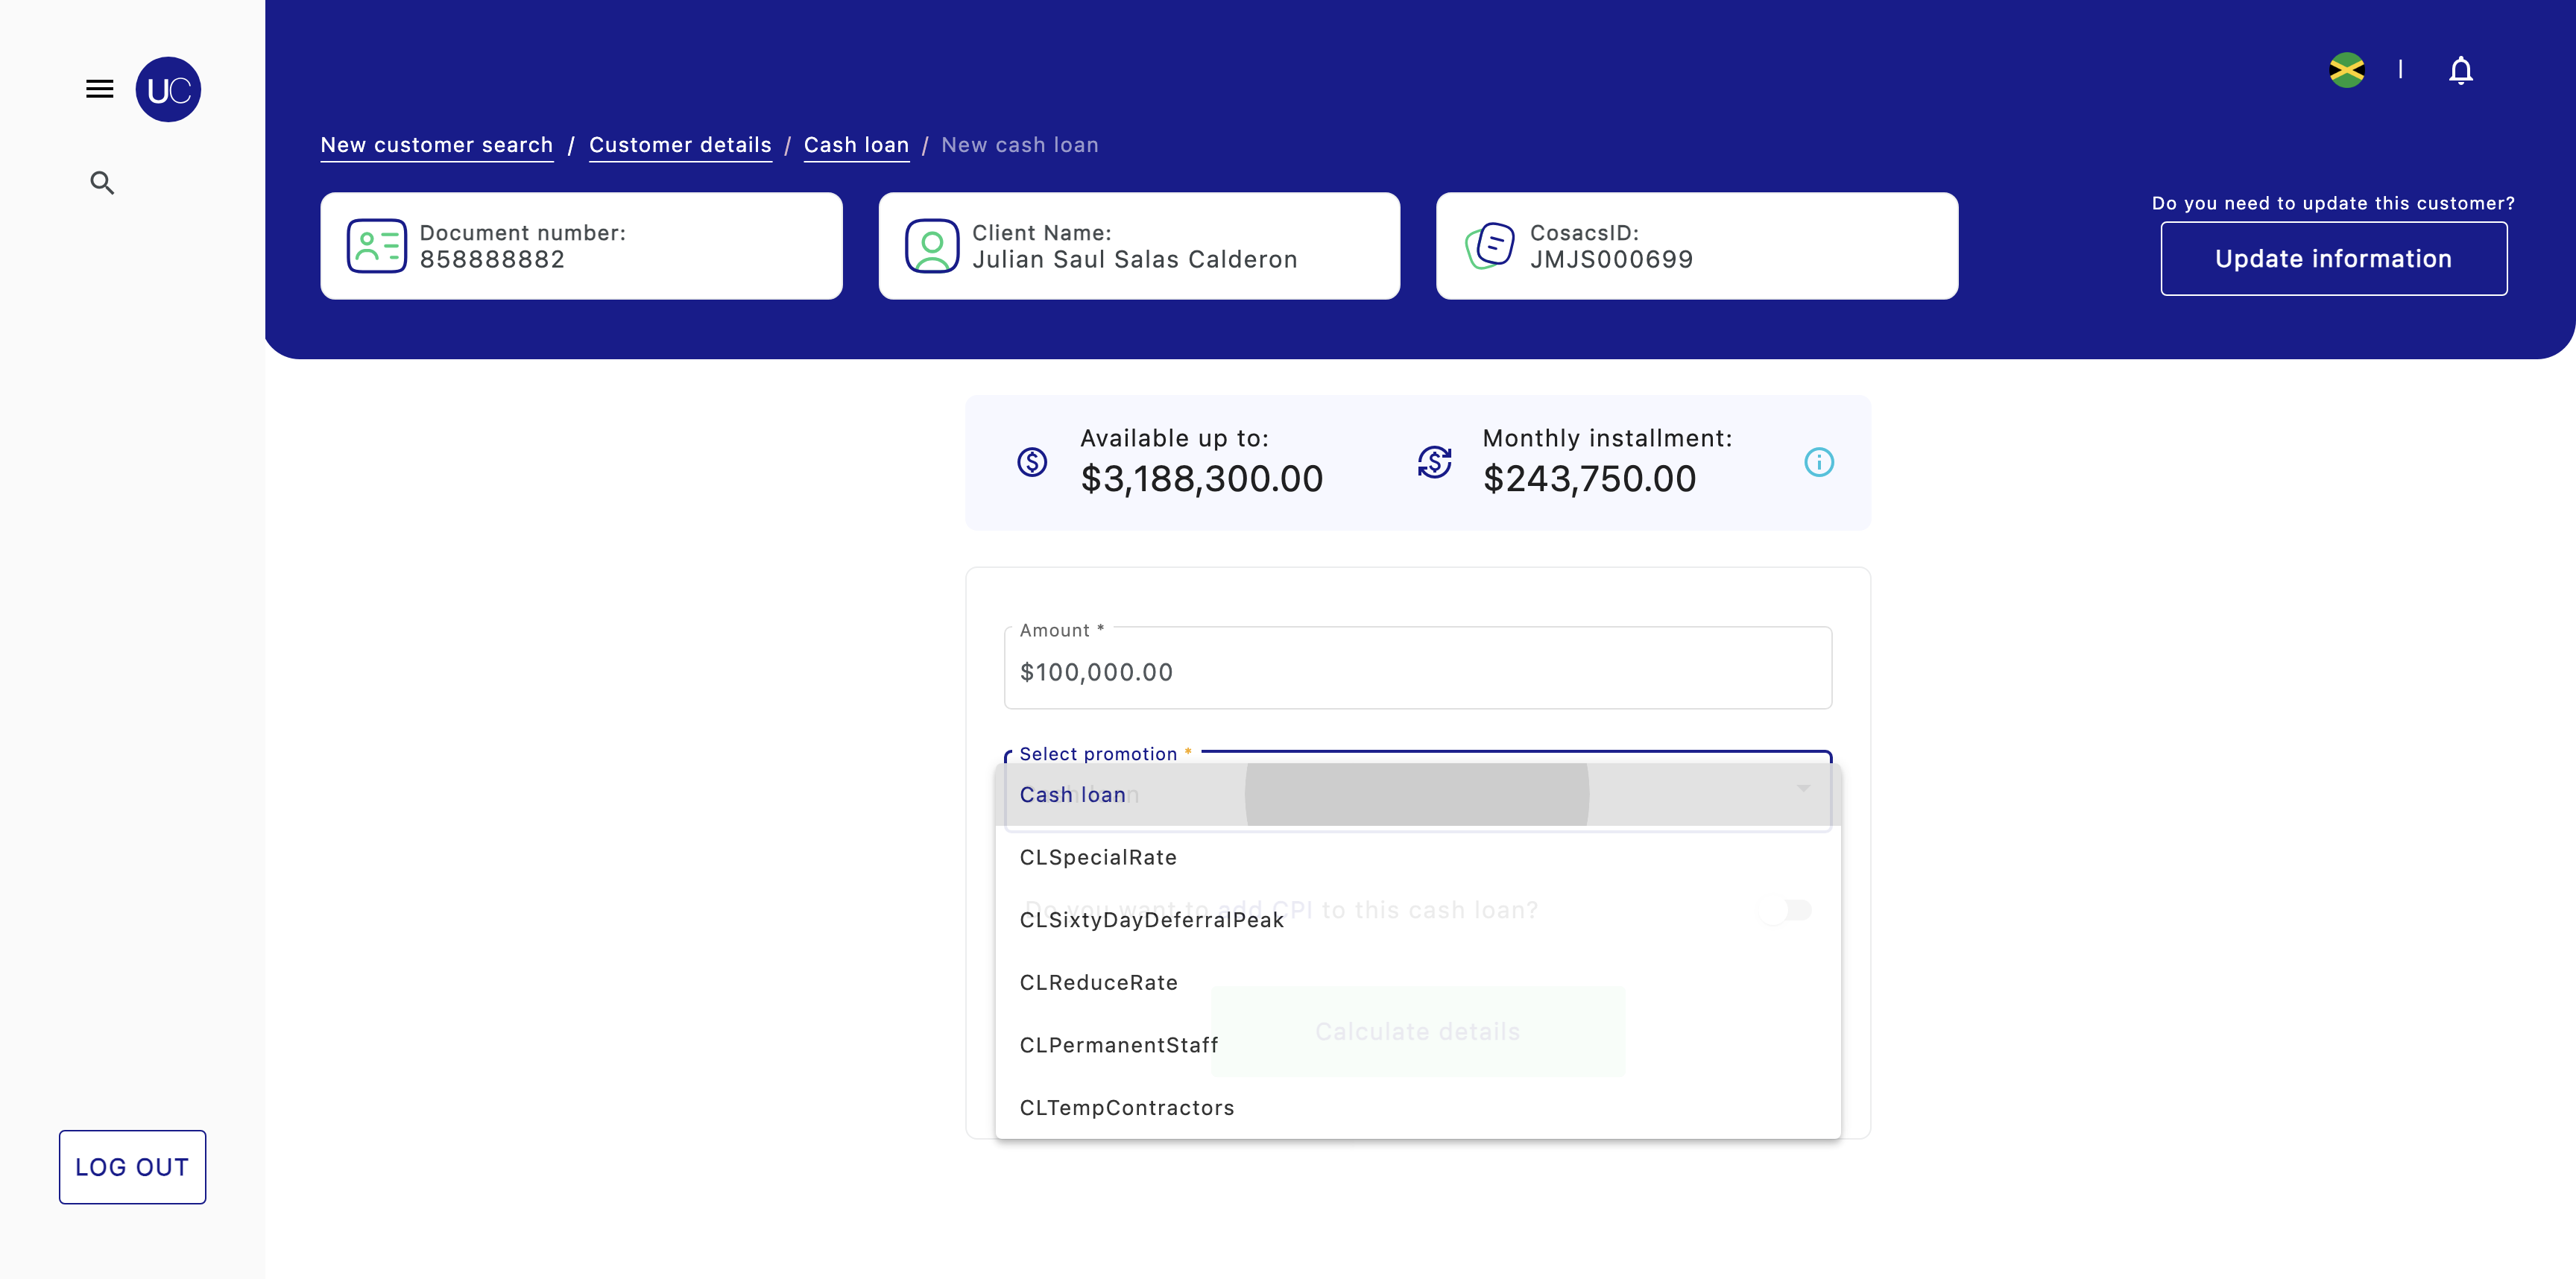 UC
New customer search / Customer details / Cash loan / New cash loan
Document number:
858888882
Client Name:
Julian Saul Salas Calderon
CosacsID:
JMJS000699
Do you need to update this customer?
Update information
Available up to:
$3,188,300.00
Monthly installment:
$243,750.00
Amount *
$100,000.00
Select promotion *
Cash loan
CLSpecialRate
Do you want to add CPI to this cash loan?
CLSixtyDayDeferralPeak
CLReduceRate
Calculate details
CLPermanentStaff
CLTempContractors
LOG OUT